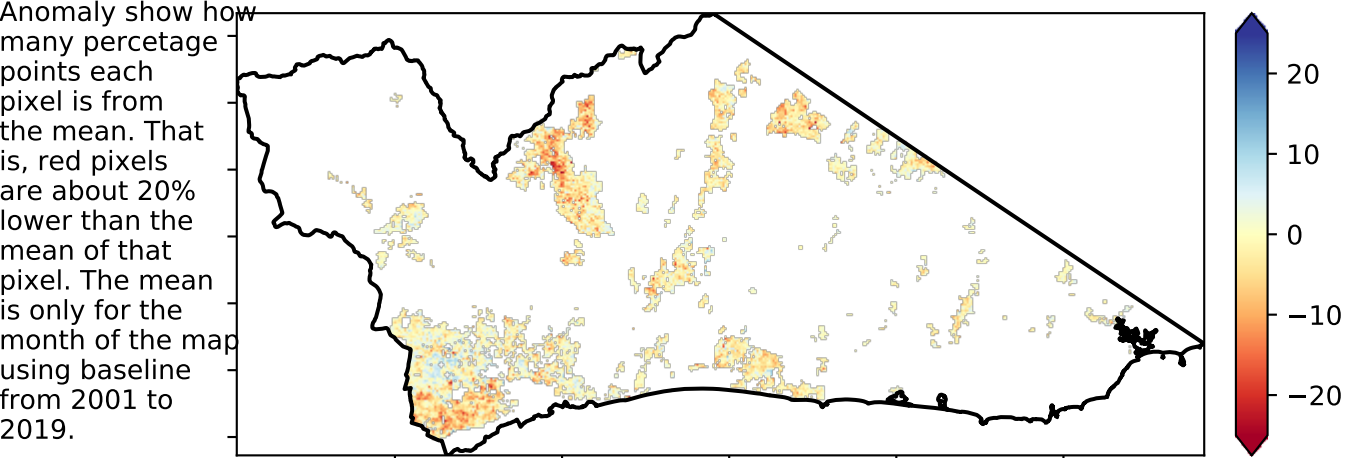 Anomaly show how
many percetage
points each
pixel is from
the mean. That
is, red pixels
are about 20%
lower than the
mean of that
pixel. The mean
is only for the
month of the map
using baseline
from 2001 to
2019.
20
10
0
−10
−20